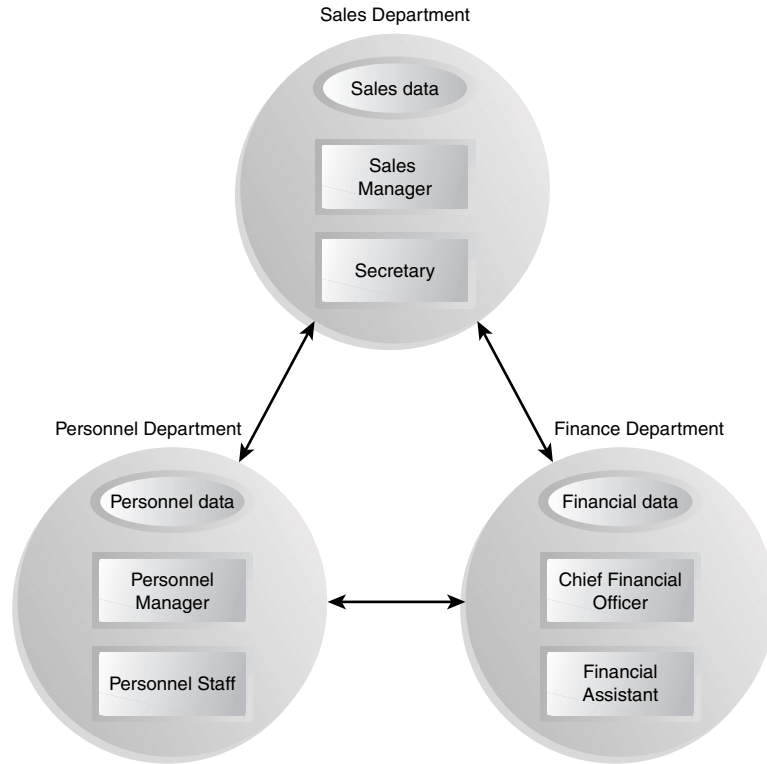 Sales Department
Sales data
Sales
Manager
Secretary
Personnel Department
Personnel data
Personnel
Manager
Personnel Staff
Finance Department
Financial data
Chief Financial
Officer
Financial
Assistant